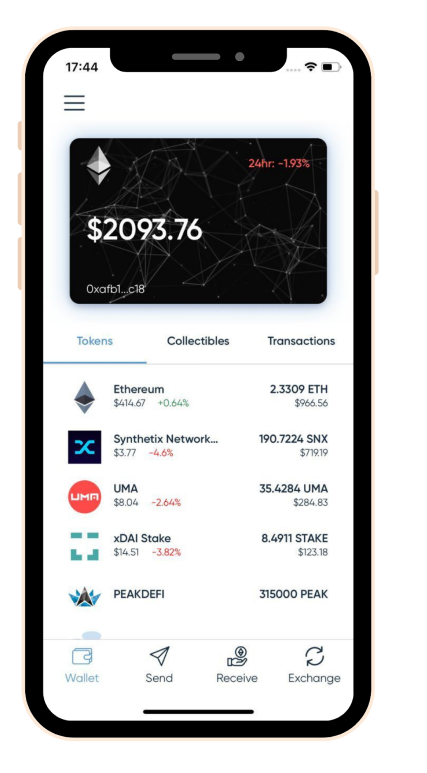 17:44
24hr: -1.93%
$2093.76
0xafb1...c18
Tokens Collectibles Transactions
Ethereum 2.3309 ETH
$414.67 +0.64% $966.56
Synthetix Network... 190.7224 SNX
$3.77 -4.6% $719.19
UMA
UMA 35.4284 UMA
$8.04 -2.64% $284.83
xDAI Stake 8.4911 STAKE
$14.51 -3.82% $123.18
PEAKDEFI 315000 PEAK
Wallet Send Receive Exchange